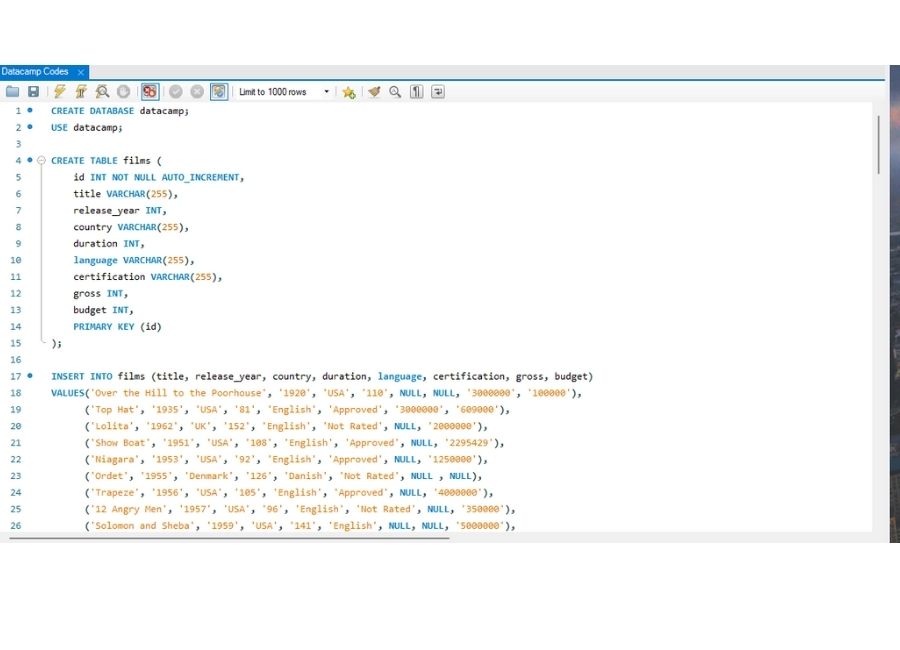 Datacamp Codes
Limit to 1000 rows
1 CREATE DATABASE datacamp;
2 USE datacamp;
3
4 CREATE TABLE films (
5 id INT NOT NULL AUTO_INCREMENT,
6 title VARCHAR(255),
7 release_year INT,
8 country VARCHAR(255),
9 duration INT,
10 language VARCHAR(255),
11 certification VARCHAR(255),
12 gross INT,
13 budget INT,
14 PRIMARY KEY (id)
15 );
16
17 INSERT INTO films (title, release_year, country, duration, language, certification, gross, budget)
18 VALUES('Over the Hill to the Poorhouse', '1920', 'USA', '110', NULL, NULL, '3000000', '100000'),
19 ('Top Hat', '1935', 'USA', '81', 'English', 'Approved', '3000000', '609000'),
20 ('Lolita', '1962', 'UK', '152', 'English', 'Not Rated', NULL, '2000000'),
21 ('Show Boat', '1951', 'USA', '108', 'English', 'Approved', NULL, '2295429'),
22 ('Niagara', '1953', 'USA', '92', 'English', 'Approved', NULL, '1250000'),
23 ('Ordet', '1955', 'Denmark', '126', 'Danish', 'Not Rated', NULL , NULL),
24 ('Trapeze', '1956', 'USA', '105', 'English', 'Approved', NULL, '4000000'),
25 ('12 Angry Men', '1957', 'USA', '96', 'English', 'Not Rated', NULL, '350000'),
26 ('Solomon and Sheba', '1959', 'USA', '141', 'English', NULL, NULL, '5000000'),